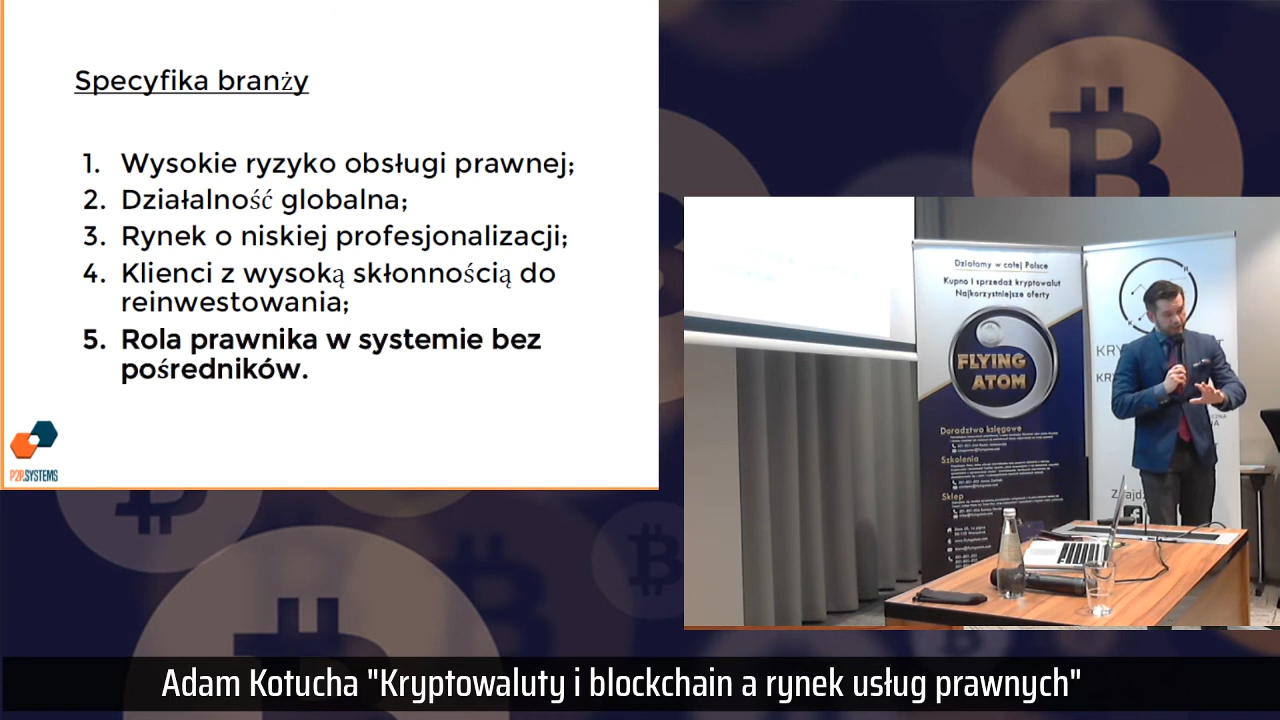 Specyfika branży
1. Wysokie ryzyko obsługi prawnej;
2. Działalność globalna;
3. Rynek o niskiej profesjonalizacji;
4. Klienci z wysoką skłonnością do
reinwestowania;
5. Rola prawnika w systemie bez
pośredników.
P2P.SYSTEMS
Działamy w całej Polsce
Kupno i sprzedaż kryptowalut
Najkorzystniejsze oferty
FLYING
ATOM
Doradztwo księgowe
Szkolenia
Sklep
Adam Kotucha "Kryptowaluty i blockchain a rynek usług prawnych"